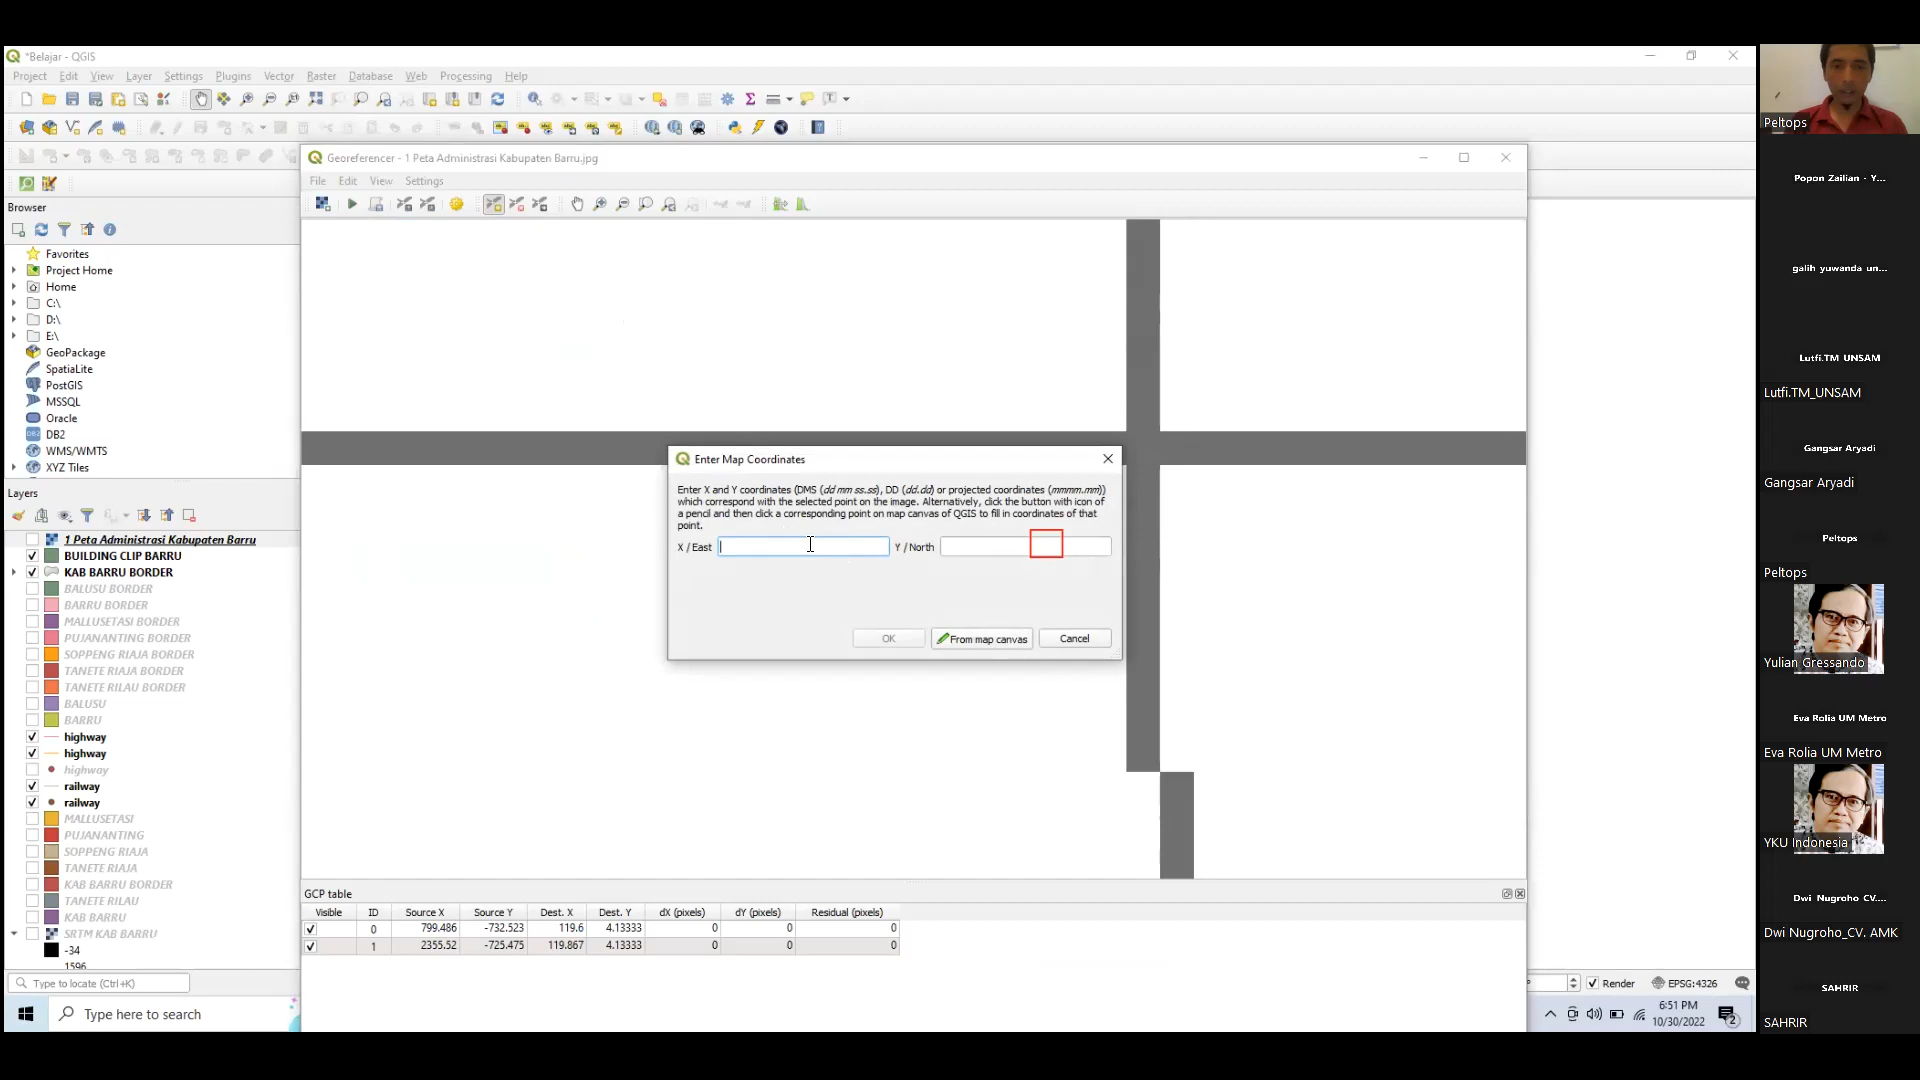 *Belajar - QGIS
Project Edit View Layer Settings Plugins Vector Raster Database Web Processing Help
Georeferencer - 1 Peta Administrasi Kabupaten Barru.jpg
File Edit View Settings
Browser
Favorites
Project Home
Home
C:\
D:\
E:\
GeoPackage
SpatiaLite
PostGIS
MSSQL
Oracle
DB2
WMS/WMTS
XYZ Tiles
Layers
1 Peta Administrasi Kabupaten Barru
BUILDING CLIP BARRU
KAB BARRU BORDER
BALUSU BORDER
BARRU BORDER
MALLUSETASI BORDER
PUJANANTING BORDER
SOPPENG RIAJA BORDER
TANETE RIAJA BORDER
TANETE RILAU BORDER
BALUSU
BARRU
highway
highway
highway
railway
railway
MALLUSETASI
PUJANANTING
SOPPENG RIAJA
TANETE RIAJA
KAB BARRU BORDER
TANETE RILAU
KAB BARRU
SRTM KAB BARRU
-34
1596
Type to locate (Ctrl+K)
Type here to search
Enter Map Coordinates
Enter X and Y coordinates (DMS (dd mm ss.ss), DD (dd.dd) or projected coordinates (mmmm.mm))
which correspond with the selected point on the image. Alternatively, click the button with icon of
a pencil and then click a corresponding point on map canvas of QGIS to fill in coordinates of that
point.
X / East Y / North
OK From map canvas Cancel
GCP table
Visible ID Source X Source Y Dest. X Dest. Y dX (pixels) dY (pixels) Residual (pixels)
0 799.486 -732.523 119.6 4.13333 0 0 0
1 2355.52 -725.475 119.867 4.13333 0 0 0
Render EPSG:4326
6:51 PM
10/30/2022
2
Peltops
Popon Zailian - Y...
galih yuwanda un...
Lutfi.TM UNSAM
Lutfi.TM_UNSAM
Gangsar Aryadi
Gangsar Aryadi
Peltops
Peltops
Yulian Gressando
Eva Rolia UM Metro
Eva Rolia UM Metro
YKU Indonesia
Dwi Nugroho CV....
Dwi Nugroho_CV. AMK
SAHRIR
SAHRIR